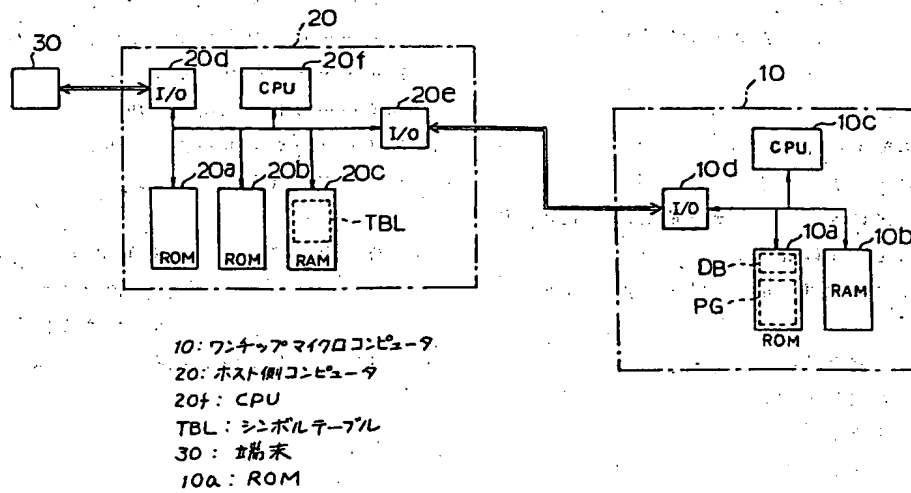 20
30
20d
20f
I/O
CPU
20e
I/O
10
10c
CPU
20a
20b
20c
10d
I/O
TBL
10a
10b
DB
ROM
ROM
RAM
PG
RAM
ROM
10:ワンチップマイクロコンピュータ
20:ホスト側コンピュータ
20f: CPU
TBL:シンボルテーブル
30: 端末
10a: ROM